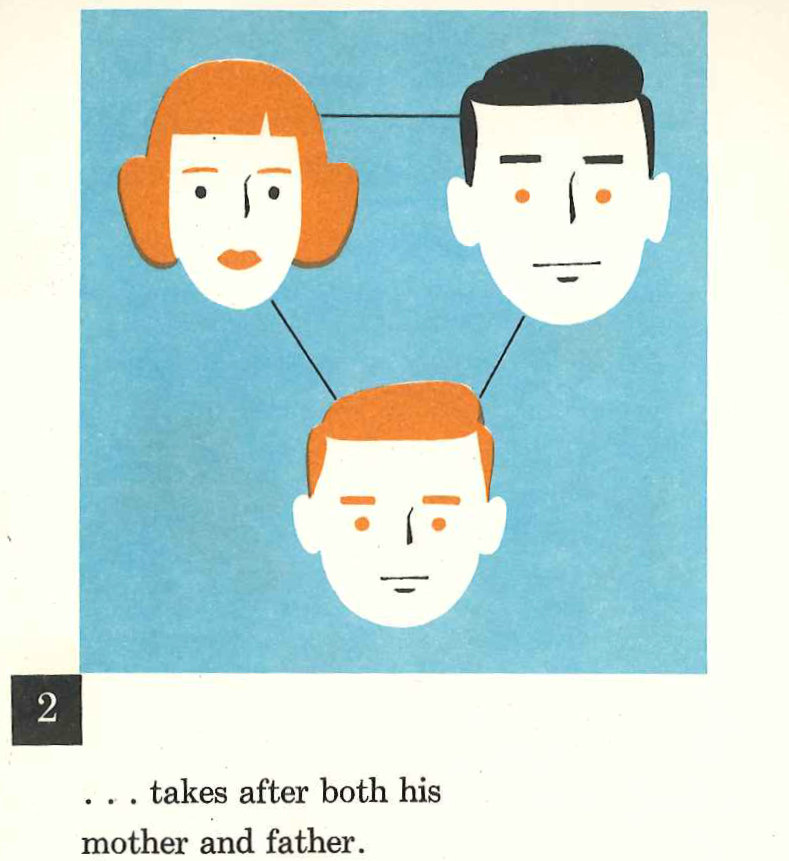 2
. . . takes after both his
mother and father.